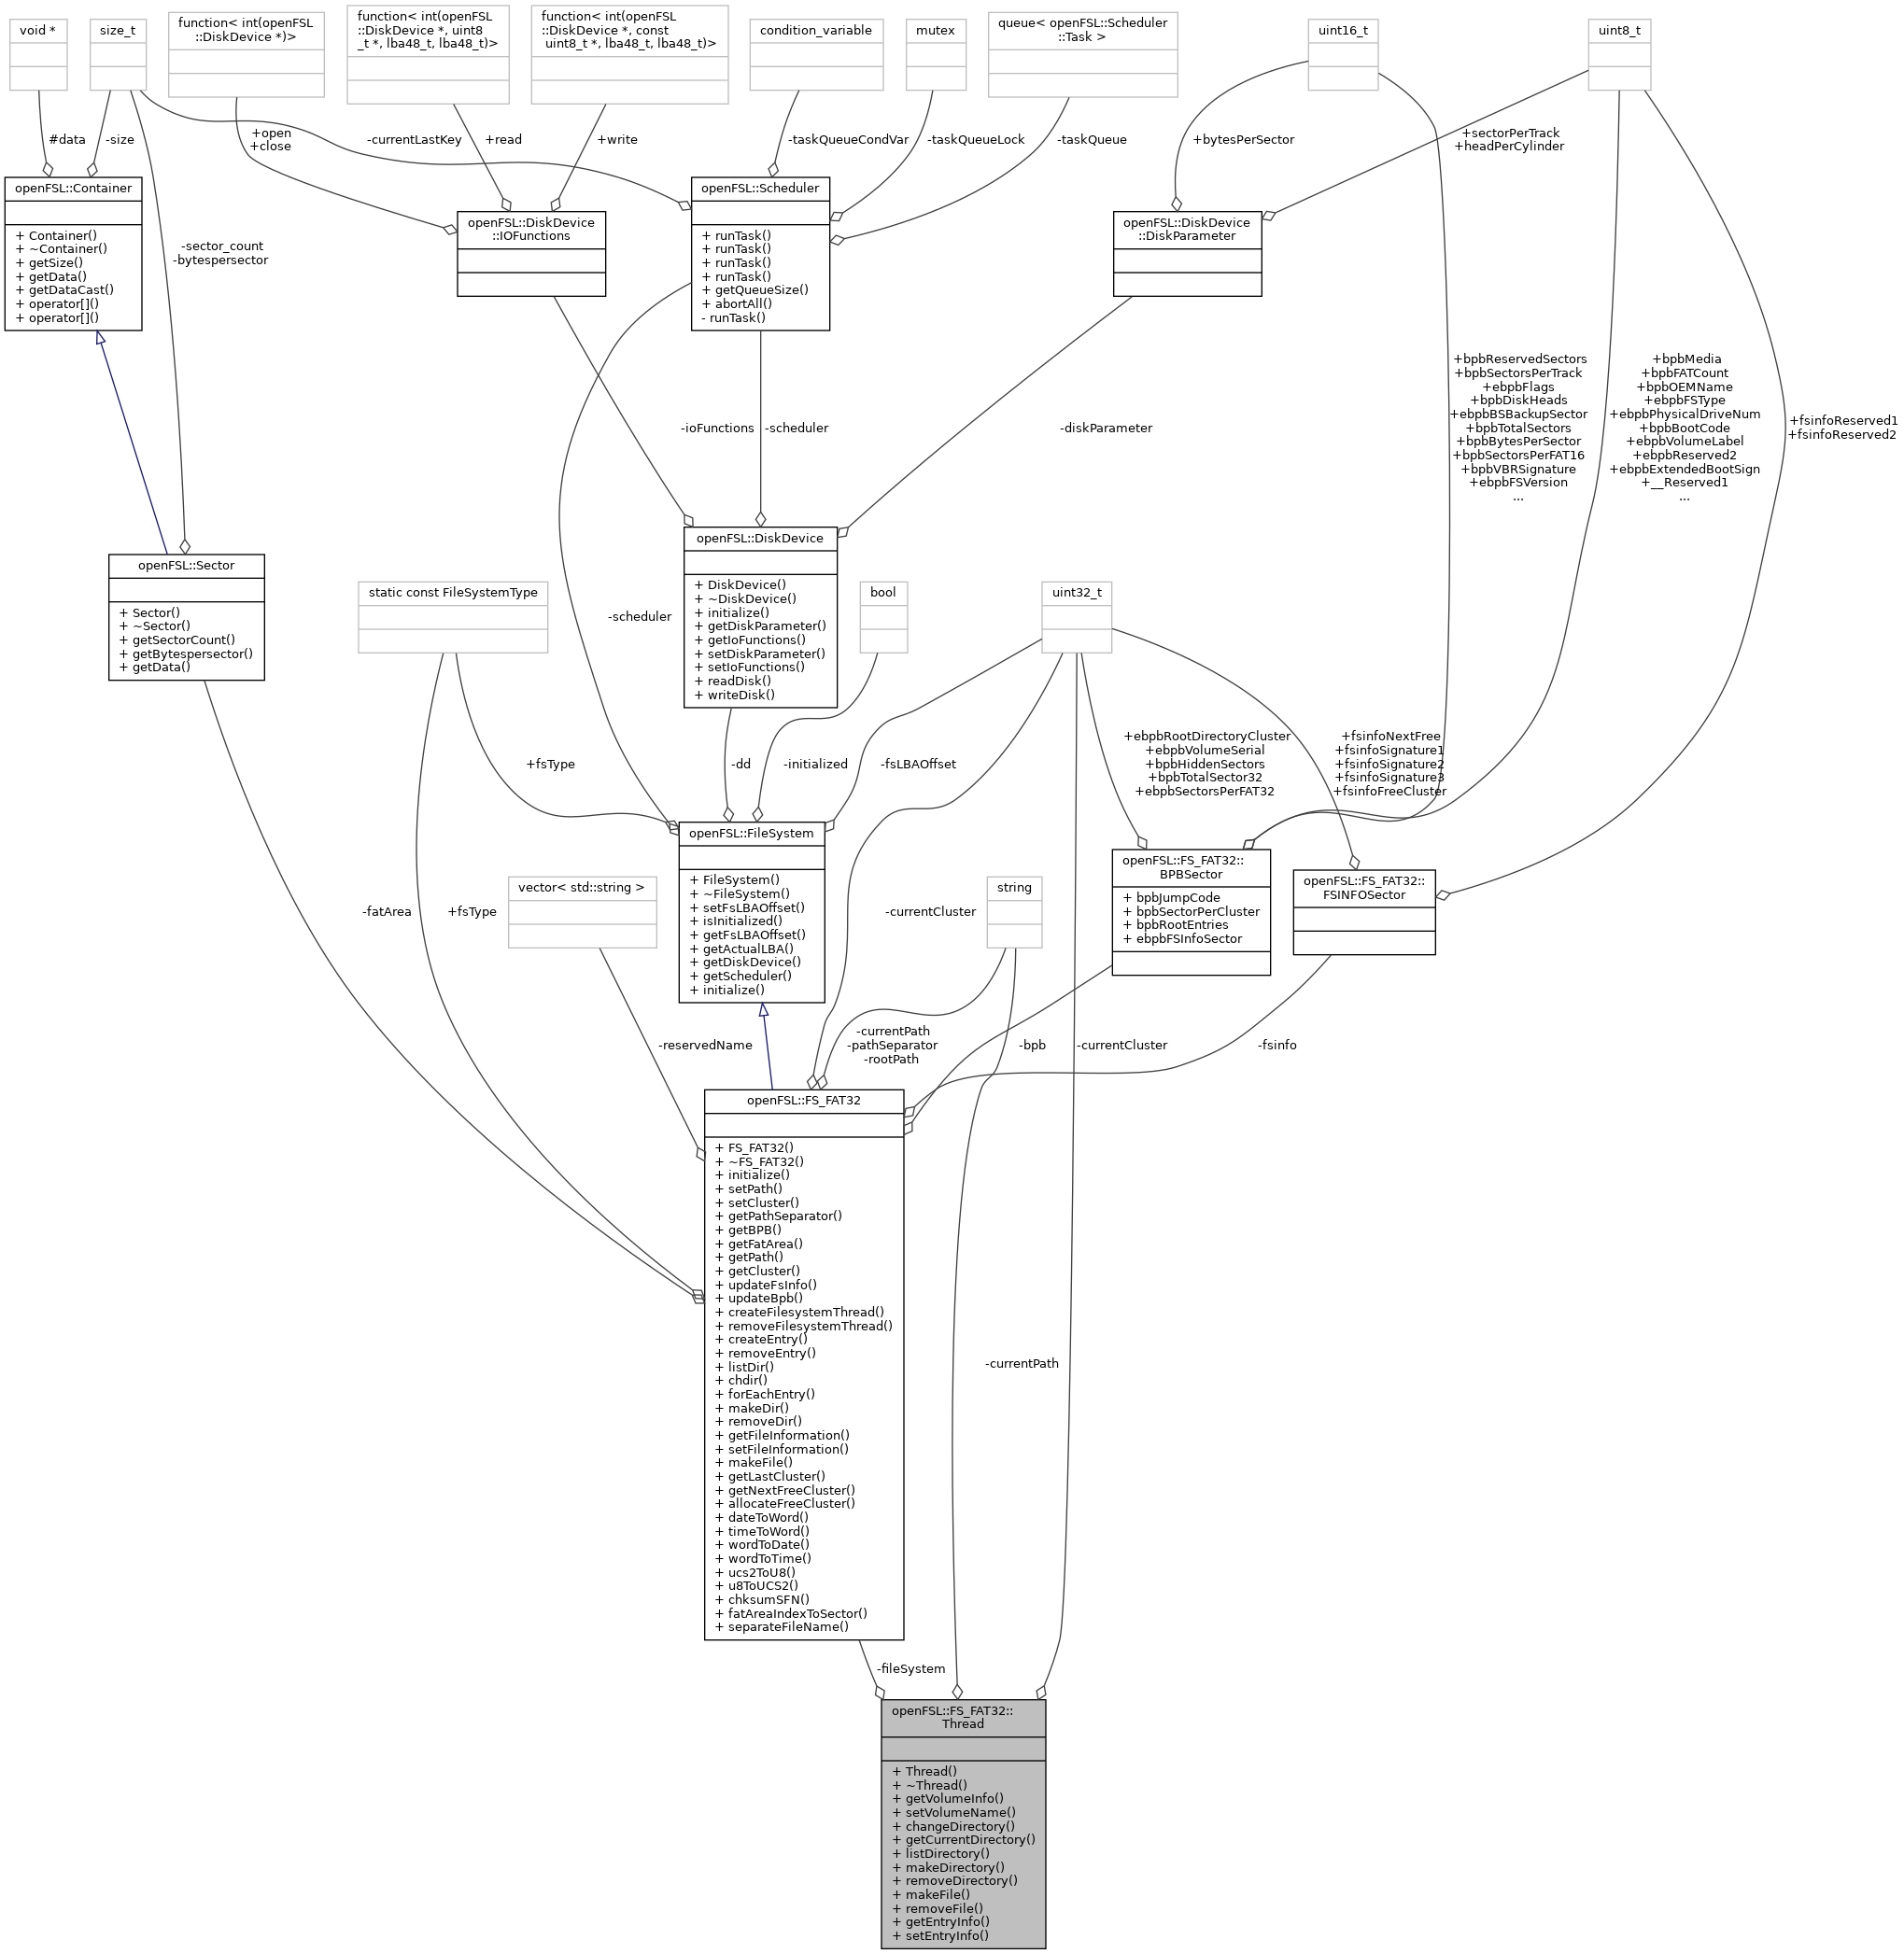 void *
size_t
function< int(openFSL
::DiskDevice *)>
function< int(openFSL
::DiskDevice *, uint8
_t *, lba48_t, lba48_t)>
function< int(openFSL
::DiskDevice *, const
uint8_t *, lba48_t, lba48_t)>
condition_variable
mutex
queue< openFSL::Scheduler
::Task >
uint16_t
uint8_t
#data
-size
+open
+close
-currentLastKey
+read
+write
-taskQueueCondVar
-taskQueueLock
-taskQueue
+bytesPerSector
+sectorPerTrack
+headPerCylinder
openFSL::Container
+ Container()
+ ~Container()
+ getSize()
+ getData()
+ getDataCast()
+ operator[]()
+ operator[]()
-sector_count
-bytespersector
openFSL::DiskDevice
::IOFunctions
openFSL::Scheduler
+ runTask()
+ runTask()
+ runTask()
+ runTask()
+ getQueueSize()
+ abortAll()
- runTask()
openFSL::DiskDevice
::DiskParameter
-ioFunctions
-scheduler
-diskParameter
+bpbReservedSectors
+bpbSectorsPerTrack
+ebpbFlags
+bpbDiskHeads
+ebpbBSBackupSector
+bpbTotalSectors
+bpbBytesPerSector
+bpbSectorsPerFAT16
+bpbVBRSignature
+ebpbFSVersion
...
+bpbMedia
+bpbFATCount
+bpbOEMName
+ebpbFSType
+ebpbPhysicalDriveNum
+bpbBootCode
+ebpbVolumeLabel
+ebpbReserved2
+ebpbExtendedBootSign
+__Reserved1
...
+fsinfoReserved1
+fsinfoReserved2
openFSL::Sector
+ Sector()
+ ~Sector()
+ getSectorCount()
+ getBytespersector()
+ getData()
static const FileSystemType
-scheduler
openFSL::DiskDevice
+ DiskDevice()
+ ~DiskDevice()
+ initialize()
+ getDiskParameter()
+ getIoFunctions()
+ setDiskParameter()
+ setIoFunctions()
+ readDisk()
+ writeDisk()
bool
uint32_t
+fsType
-dd
-initialized
-fsLBAOffset
+ebpbRootDirectoryCluster
+ebpbVolumeSerial
+bpbHiddenSectors
+bpbTotalSector32
+ebpbSectorsPerFAT32
+fsinfoNextFree
+fsinfoSignature1
+fsinfoSignature2
+fsinfoSignature3
+fsinfoFreeCluster
openFSL::FileSystem
+ FileSystem()
+ ~FileSystem()
+ setFsLBAOffset()
+ isInitialized()
+ getFsLBAOffset()
+ getActualLBA()
+ getDiskDevice()
+ getScheduler()
+ initialize()
openFSL::FS_FAT32::
BPBSector
+ bpbJumpCode
+ bpbSectorPerCluster
+ bpbRootEntries
+ ebpbFSInfoSector
openFSL::FS_FAT32::
FSINFOSector
-fatArea
+fsType
vector< std::string >
-currentCluster
string
-reservedName
-currentPath
-pathSeparator
-rootPath
-bpb
-currentCluster
-fsinfo
openFSL::FS_FAT32
+ FS_FAT32()
+ ~FS_FAT32()
+ initialize()
+ setPath()
+ setCluster()
+ getPathSeparator()
+ getBPB()
+ getFatArea()
+ getPath()
+ getCluster()
+ updateFsInfo()
+ updateBpb()
+ createFilesystemThread()
+ removeFilesystemThread()
+ createEntry()
+ removeEntry()
+ listDir()
+ chdir()
+ forEachEntry()
+ makeDir()
+ removeDir()
+ getFileInformation()
+ setFileInformation()
+ makeFile()
+ getLastCluster()
+ getNextFreeCluster()
+ allocateFreeCluster()
+ dateToWord()
+ timeToWord()
+ wordToDate()
+ wordToTime()
+ ucs2ToU8()
+ u8ToUCS2()
+ chksumSFN()
+ fatAreaIndexToSector()
+ separateFileName()
-currentPath
-fileSystem
openFSL::FS_FAT32::
Thread
+ Thread()
+ ~Thread()
+ getVolumeInfo()
+ setVolumeName()
+ changeDirectory()
+ getCurrentDirectory()
+ listDirectory()
+ makeDirectory()
+ removeDirectory()
+ makeFile()
+ removeFile()
+ getEntryInfo()
+ setEntryInfo()